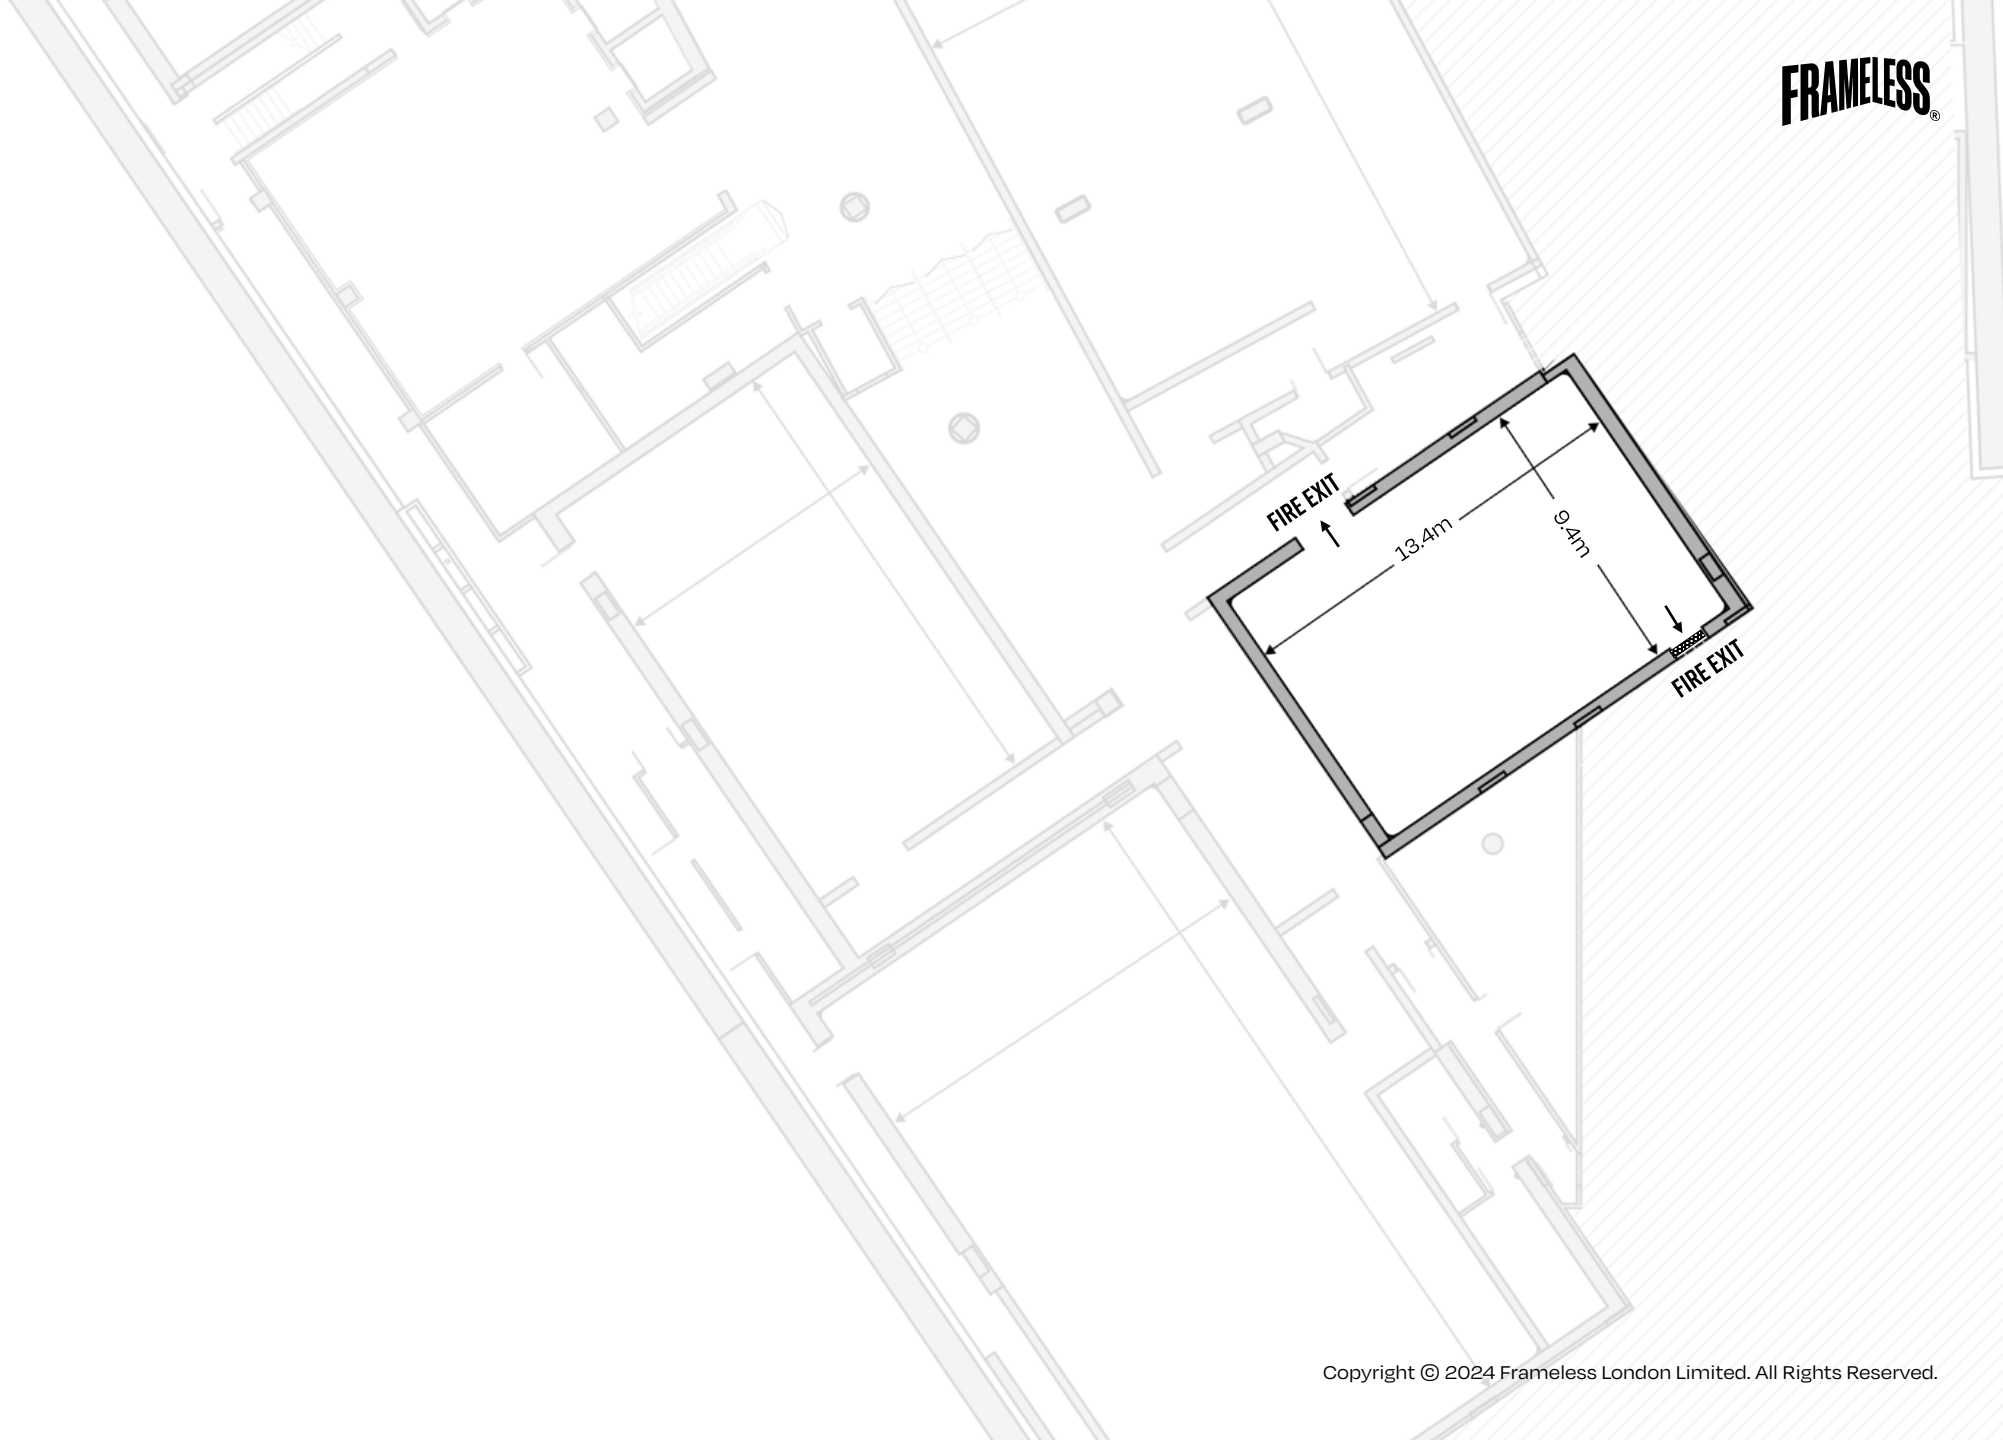 FRAMELESS®
FIRE EXIT
13.4m
9.4m
FIRE EXIT
Copyright © 2024 Frameless London Limited. All Rights Reserved.